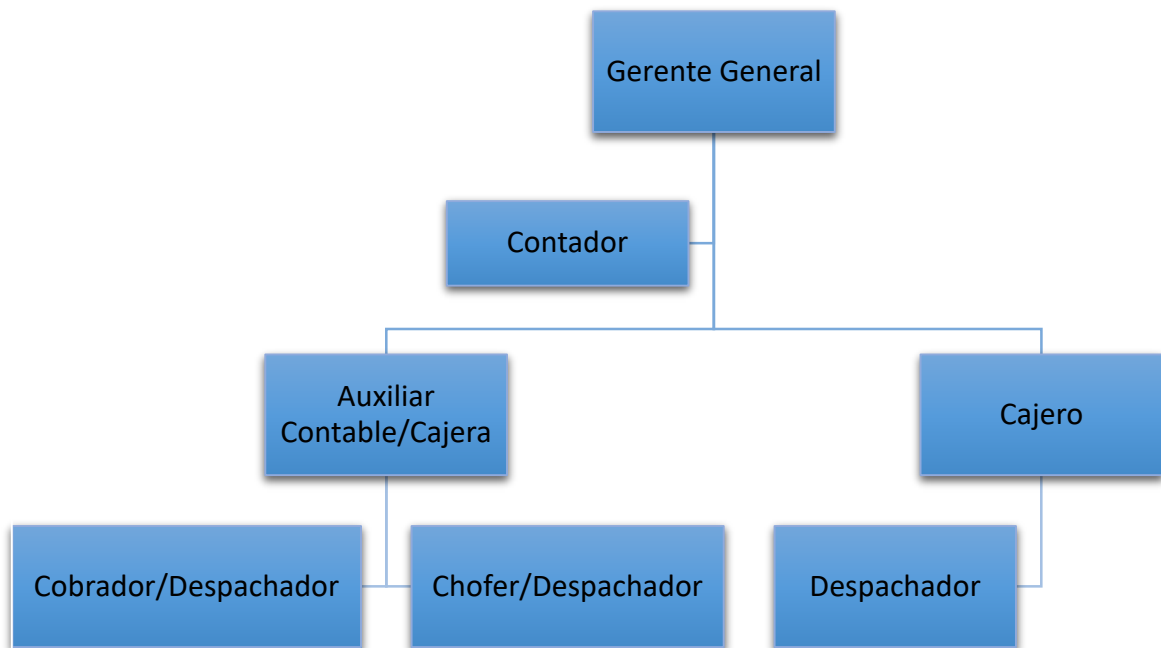 Gerente General
Contador
Auxiliar
Contable/Cajera
Cajero
Cobrador/Despachador
Chofer/Despachador
Despachador